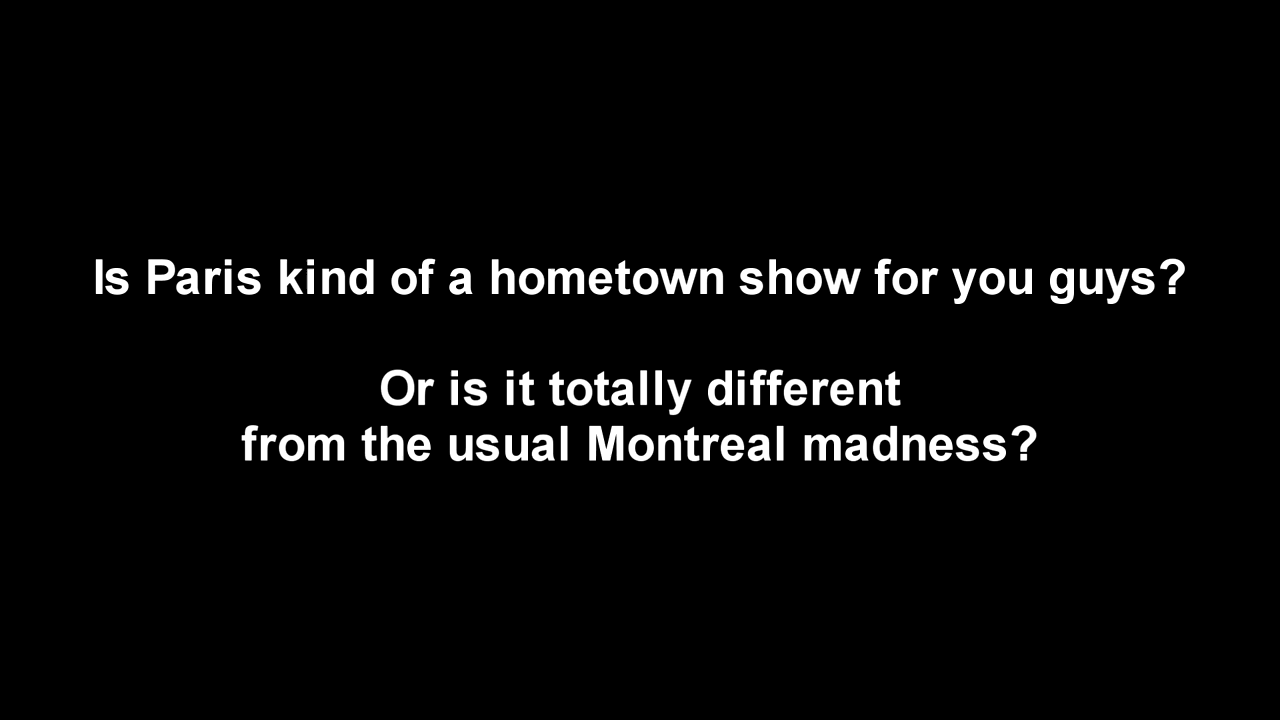 Is Paris kind of a hometown show for you guys?
Or is it totally different
from the usual Montreal madness?